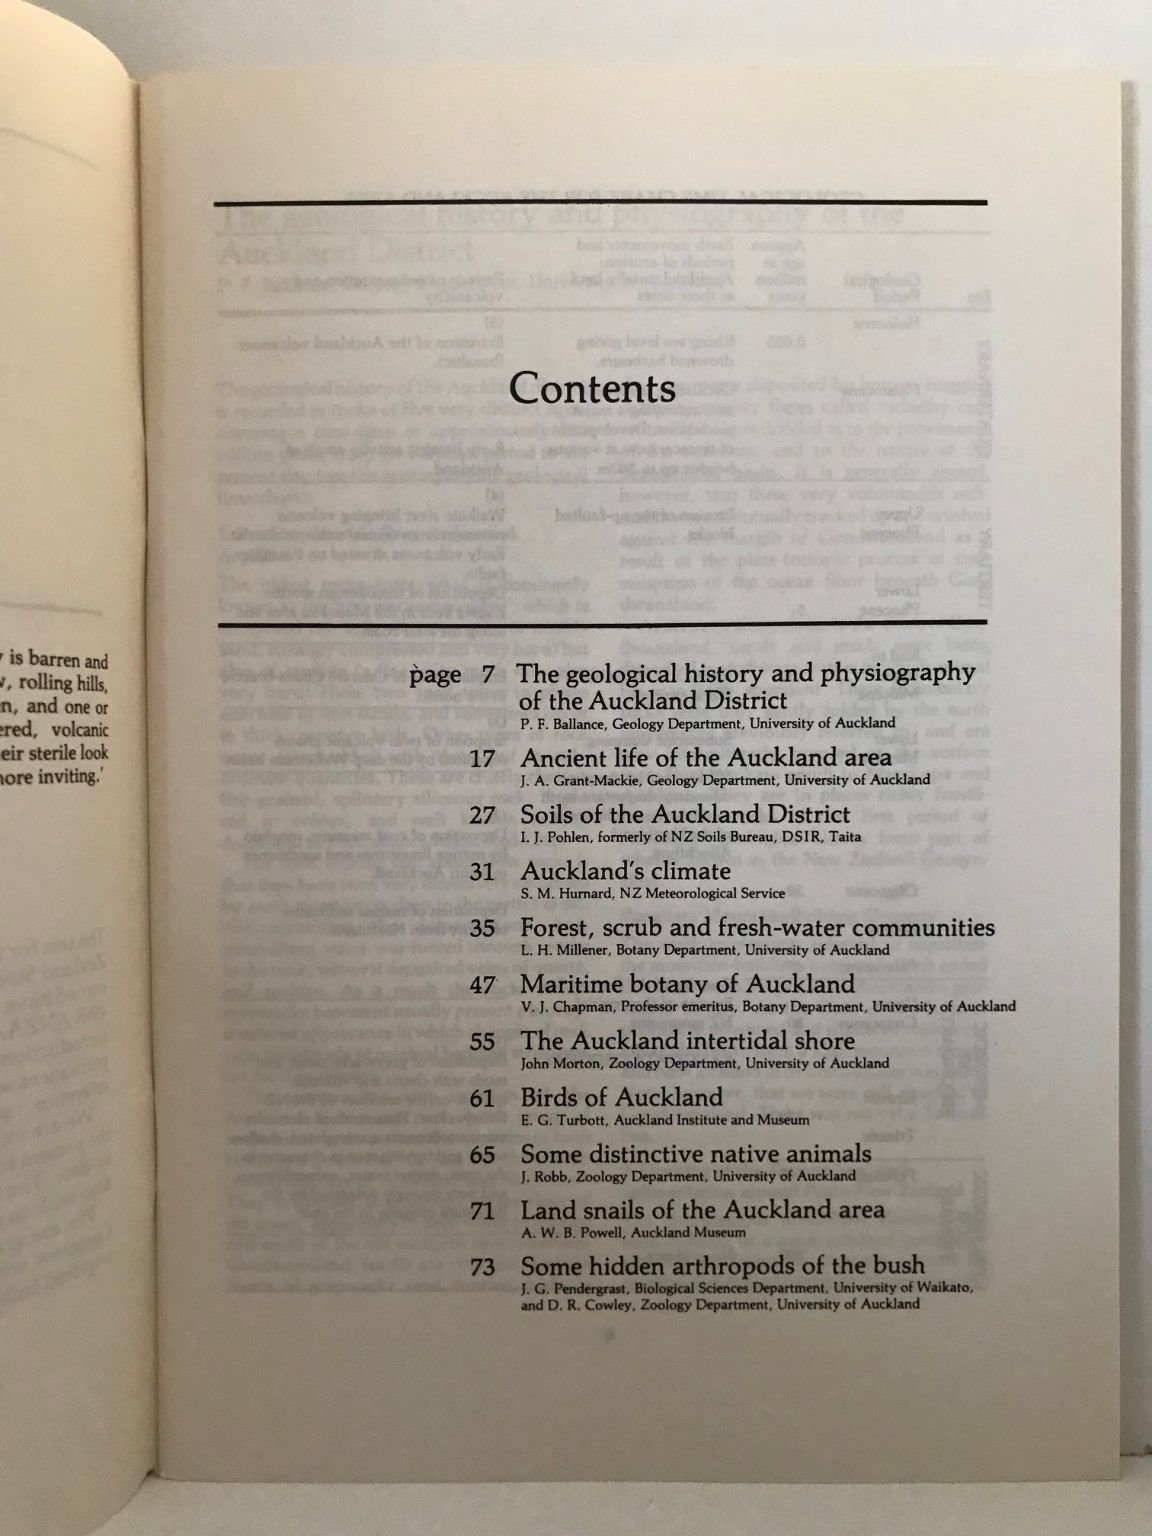 is barren and
, rolling hills,
n, and one or
ered, volcanic
eir sterile look
ore inviting.'
Contents
page 7 The geological history and physiography
of the Auckland District
P. F. Ballance, Geology Department, University of Auckland
17 Ancient life of the Auckland area
J. A. Grant-Mackie, Geology Department, University of Auckland
27 Soils of the Auckland District
I. J. Pohlen, formerly of NZ Soils Bureau, DSIR, Taita
31 Auckland's climate
S. M. Hurnard, NZ Meteorological Service
35 Forest, scrub and fresh-water communities
L. H. Millener, Botany Department, University of Auckland
47 Maritime botany of Auckland
V. J. Chapman, Professor emeritus, Botany Department, University of Auckland
55 The Auckland intertidal shore
John Morton, Zoology Department, University of Auckland
61 Birds of Auckland
E. G. Turbott, Auckland Institute and Museum
65 Some distinctive native animals
J. Robb, Zoology Department, University of Auckland
71 Land snails of the Auckland area
A. W. B. Powell, Auckland Museum
73 Some hidden arthropods of the bush
J. G. Pendergrast, Biological Sciences Department, University of Waikato,
and D. R. Cowley, Zoology Department, University of Auckland